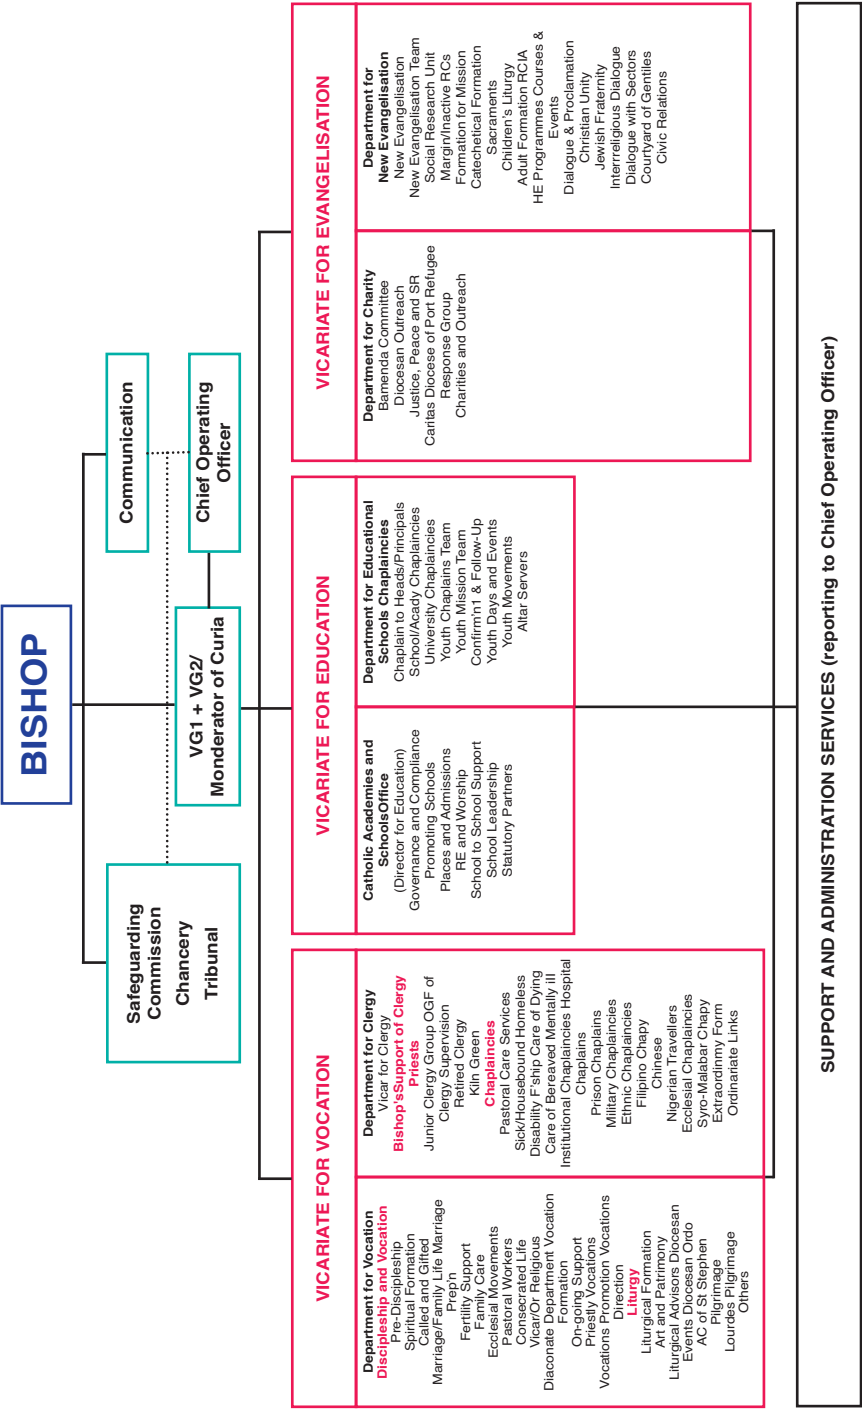 BISHOP
Safeguarding
Commission
Chancery
Tribunal
VG1 + VG2/
Monderator of Curia
Communication
Chief Operating
Officer
VICARIATE FOR VOCATION
Department for Vocation
Discipleship and Vocation
Pre-Discipleship
Spiritual Formation
Called and Gifted
Marriage/Family Life Marriage
Prep'n
Fertility Support
Family Care
Ecclesial Movements
Pastoral Workers
Consecrated Life
Vicar/Or Religious
Diaconate Department Vocation
Formation
On-going Support
Priestly Vocations
Vocations Promotion Vocations
Direction
Liturgy
Liturgical Formation
Art and Patrimony
Liturgical Advisors Diocesan
Events Diocesan Ordo
AC of St Stephen
Pilgrimage
Lourdes Pilgrimage
Others
Department for Clergy
Vicar for Clergy
Bishop'sSupport of Clergy
Priests
Junior Clergy Group OGF of
Clergy Supervision
Retired Clergy
Kiln Green
Chaplaincies
Pastoral Care Services
Sick/Housebound Homeless
Disability F'ship Care of Dying
Care of Bereaved Mentally ill
Institutional Chaplaincies Hospital
Chaplains
Prison Chaplains
Military Chaplaincies
Ethnic Chaplaincies
Filipino Chapy
Chinese
Nigerian Travellers
Ecclesial Chaplaincies
Syro-Malabar Chapy
Extraordinmy Form
Ordinariate Links
VICARIATE FOR EDUCATION
Catholic Academies and
SchoolsOffice
(Director for Education)
Governance and Compliance
Promoting Schools
Places and Admissions
RE and Worship
School to School Support
School Leadership
Statutory Partners
Department for Educational
Schools Chaplaincies
Chaplain to Heads/Principals
School/Acady Chaplaincies
University Chaplaincies
Youth Chaplains Team
Youth Mission Team
Confirm'n1 & Follow-Up
Youth Days and Events
Youth Movements
Altar Servers
VICARIATE FOR EVANGELISATION
Department for Charity
Bamenda Committee
Diocesan Outreach
Justice, Peace and SR
Caritas Diocese of Port Refugee
Response Group
Charities and Outreach
Department for
New Evangelisation
New Evangelisation
New Evangelisation Team
Social Research Unit
Margin/Inactive RCs
Formation for Mission
Catechetical Formation
Sacraments
Children's Liturgy
Adult Formation RCIA
HE Programmes Courses &
Events
Dialogue & Proclamation
Christian Unity
Jewish Fraternity
Interrreligious Dialogue
Dialogue with Sectors
Courtyard of Gentiles
Civic Relations
SUPPORT AND ADMINISTRATION SERVICES (reporting to Chief Operating Officer)